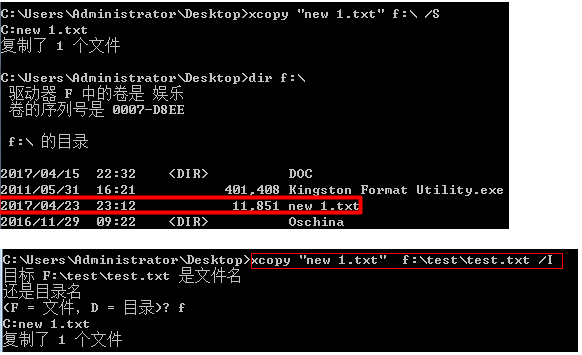 C:\Users\Administrator\Desktop>xcopy "new 1.txt" f:\ /S
C:new 1.txt
复制了 1 个文件
C:\Users\Administrator\Desktop>dir f:\
驱动器 F 中的卷是 娱乐
卷的序列号是 0007-D8EE
f:\ 的目录
2017/04/15 22:32 <DIR> DOC
2011/05/31 16:21 401,408 Kingston Format Utility.exe
2017/04/23 23:12 11,851 new 1.txt
2016/11/29 09:22 <DIR> Oschina
C:\Users\Administrator\Desktop>xcopy "new 1.txt" f:\test\test.txt /I
目标 F:\test\test.txt 是文件名
还是目录名
(F = 文件，D = 目录)? f
C:new 1.txt
复制了 1 个文件